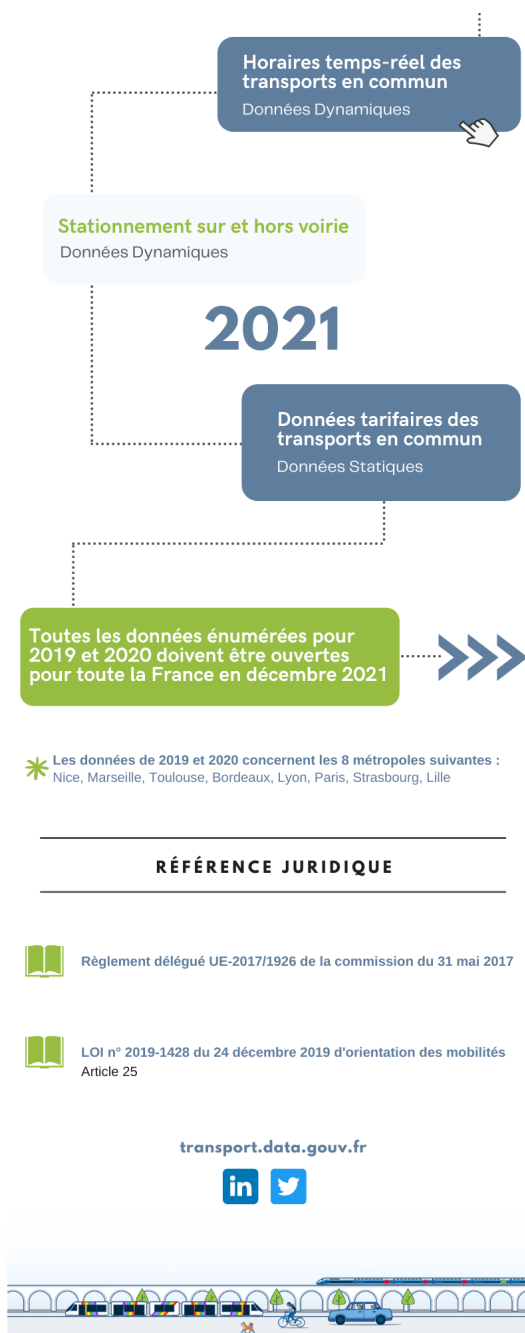 Horaires temps-réel des
transports en commun
Données Dynamiques
Stationnement sur et hors voirie
Données Dynamiques
2021
Données tarifaires des
transports en commun
Données Statiques
Toutes les données énumérées pour
2019 et 2020 doivent être ouvertes
pour toute la France en décembre 2021
Les données de 2019 et 2020 concernent les 8 métropoles suivantes :
Nice, Marseille, Toulouse, Bordeaux, Lyon, Paris, Strasbourg, Lille
RÉFÉRENCE JURIDIQUE
Règlement délégué UE-2017/1926 de la commission du 31 mai 2017
LOI n° 2019-1428 du 24 décembre 2019 d'orientation des mobilités
Article 25
transport.data.gouv.fr
in